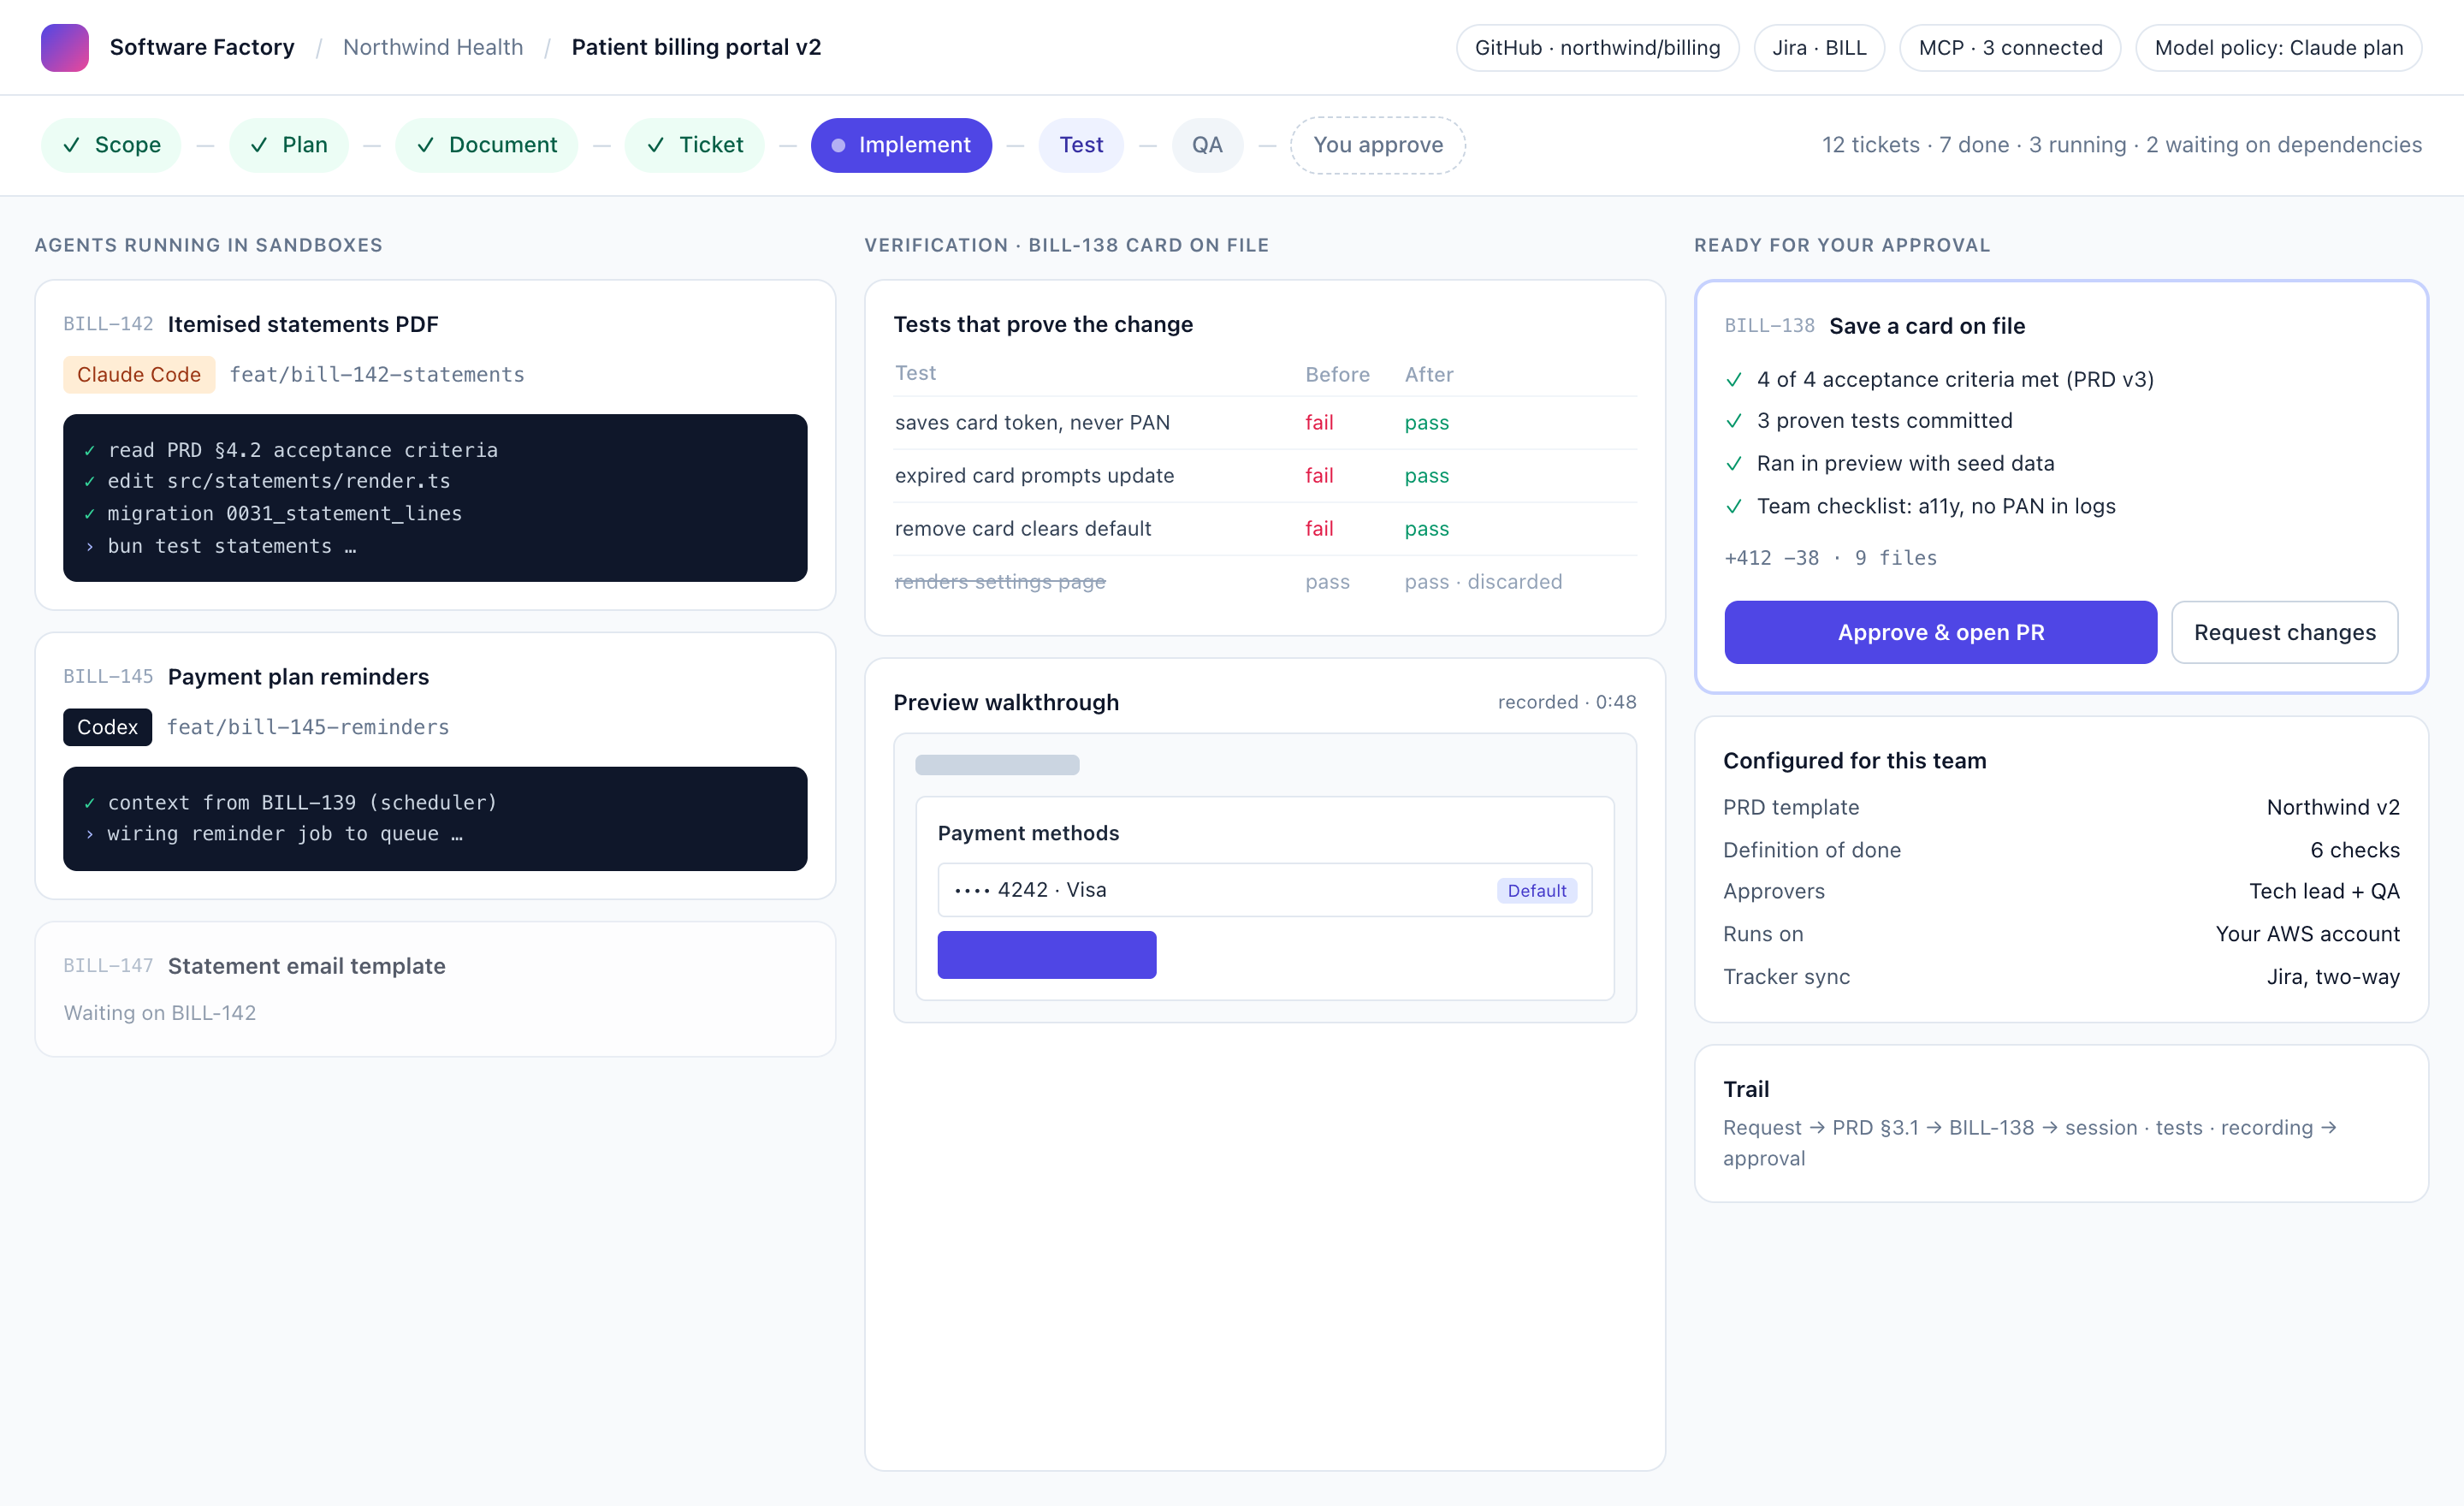 Software Factory / Northwind Health / Patient billing portal v2
GitHub · northwind/billing
Jira · BILL
MCP · 3 connected
Model policy: Claude plan
✓ Scope — ✓ Plan — ✓ Document — ✓ Ticket — Implement — Test — QA — You approve
12 tickets · 7 done · 3 running · 2 waiting on dependencies
AGENTS RUNNING IN SANDBOXES
BILL-142 Itemised statements PDF
Claude Code feat/bill-142-statements
✓ read PRD §4.2 acceptance criteria
✓ edit src/statements/render.ts
✓ migration 0031_statement_lines
› bun test statements …
BILL-145 Payment plan reminders
Codex feat/bill-145-reminders
✓ context from BILL-139 (scheduler)
› wiring reminder job to queue …
BILL-147 Statement email template
Waiting on BILL-142
VERIFICATION · BILL-138 CARD ON FILE
Tests that prove the change
Test Before After
saves card token, never PAN fail pass
expired card prompts update fail pass
remove card clears default fail pass
renders settings page pass pass · discarded
Preview walkthrough recorded · 0:48
Payment methods
•••• 4242 · Visa Default
READY FOR YOUR APPROVAL
BILL-138 Save a card on file
✓ 4 of 4 acceptance criteria met (PRD v3)
✓ 3 proven tests committed
✓ Ran in preview with seed data
✓ Team checklist: a11y, no PAN in logs
+412 −38 · 9 files
Approve & open PR
Request changes
Configured for this team
PRD template Northwind v2
Definition of done 6 checks
Approvers Tech lead + QA
Runs on Your AWS account
Tracker sync Jira, two-way
Trail
Request → PRD §3.1 → BILL-138 → session · tests · recording →
approval